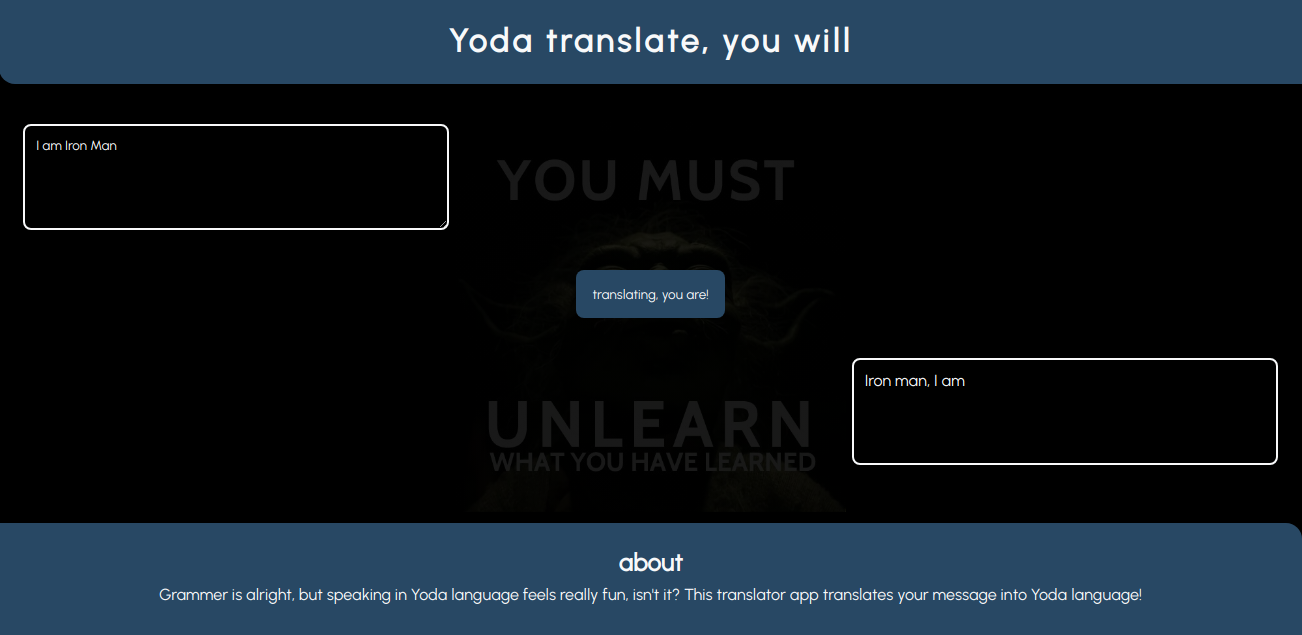 Yoda translate, you will
I am Iron Man
YOU MUST
translating, you are!
Iron man, I am
UNLEARN
WHAT YOU HAVE LEARNED
about
Grammer is alright, but speaking in Yoda language feels really fun, isn't it? This translator app translates your message into Yoda language!